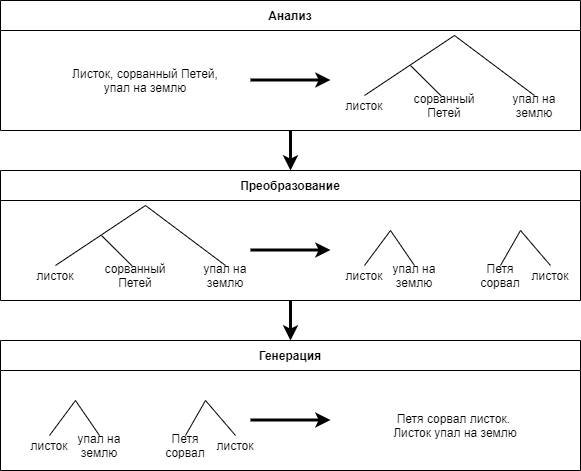 Анализ
Листок, сорванный Петей,
упал на землю
листок
сорванный
Петей
упал на
землю
Преобразование
листок
сорванный
Петей
упал на
землю
листок
упал на
землю
Петя
сорвал
листок
Генерация
листок
упал на
землю
Петя
сорвал
листок
Петя сорвал листок.
Листок упал на землю